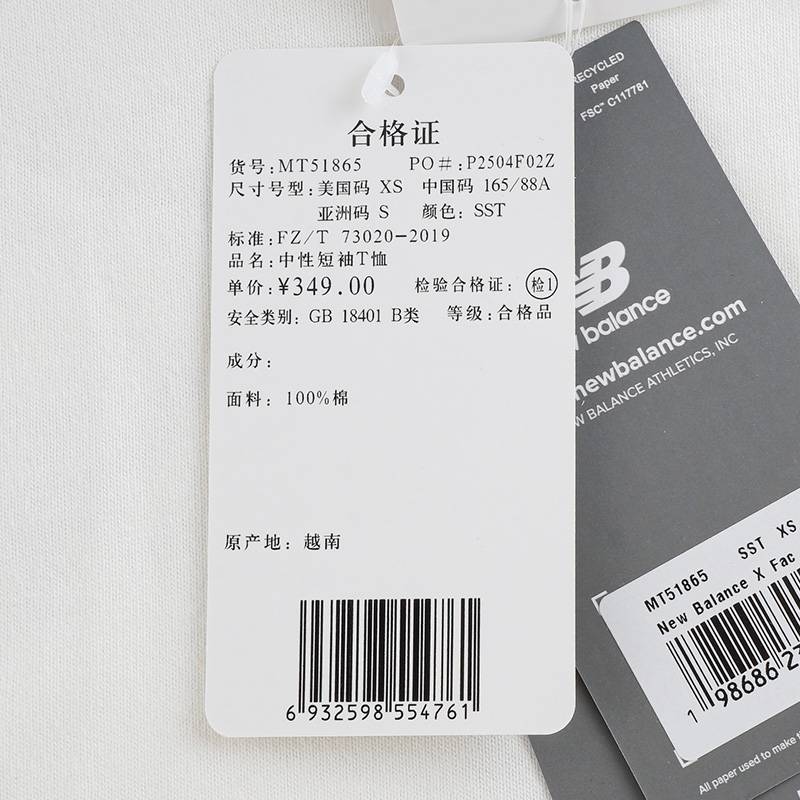 合格证
货号:MT51865 PO#:P2504F02Z
尺寸号型:美国码 XS 中国码 165/88A
亚洲码 S 颜色: SST
标准:FZ/T 73020-2019
品名:中性短袖T恤
单价:¥349.00 检验合格证: 检1
安全类别: GB 18401 B类 等级:合格品
成分:
面料: 100%棉
原产地: 越南
6 932598 554761
RECYCLED
Paper
FSC™ C117781
balance
newbalance.com
BALANCE ATHLETICS, INC
MT51865 SST XS
New Balance X Fac
1 98686
All paper used to make t